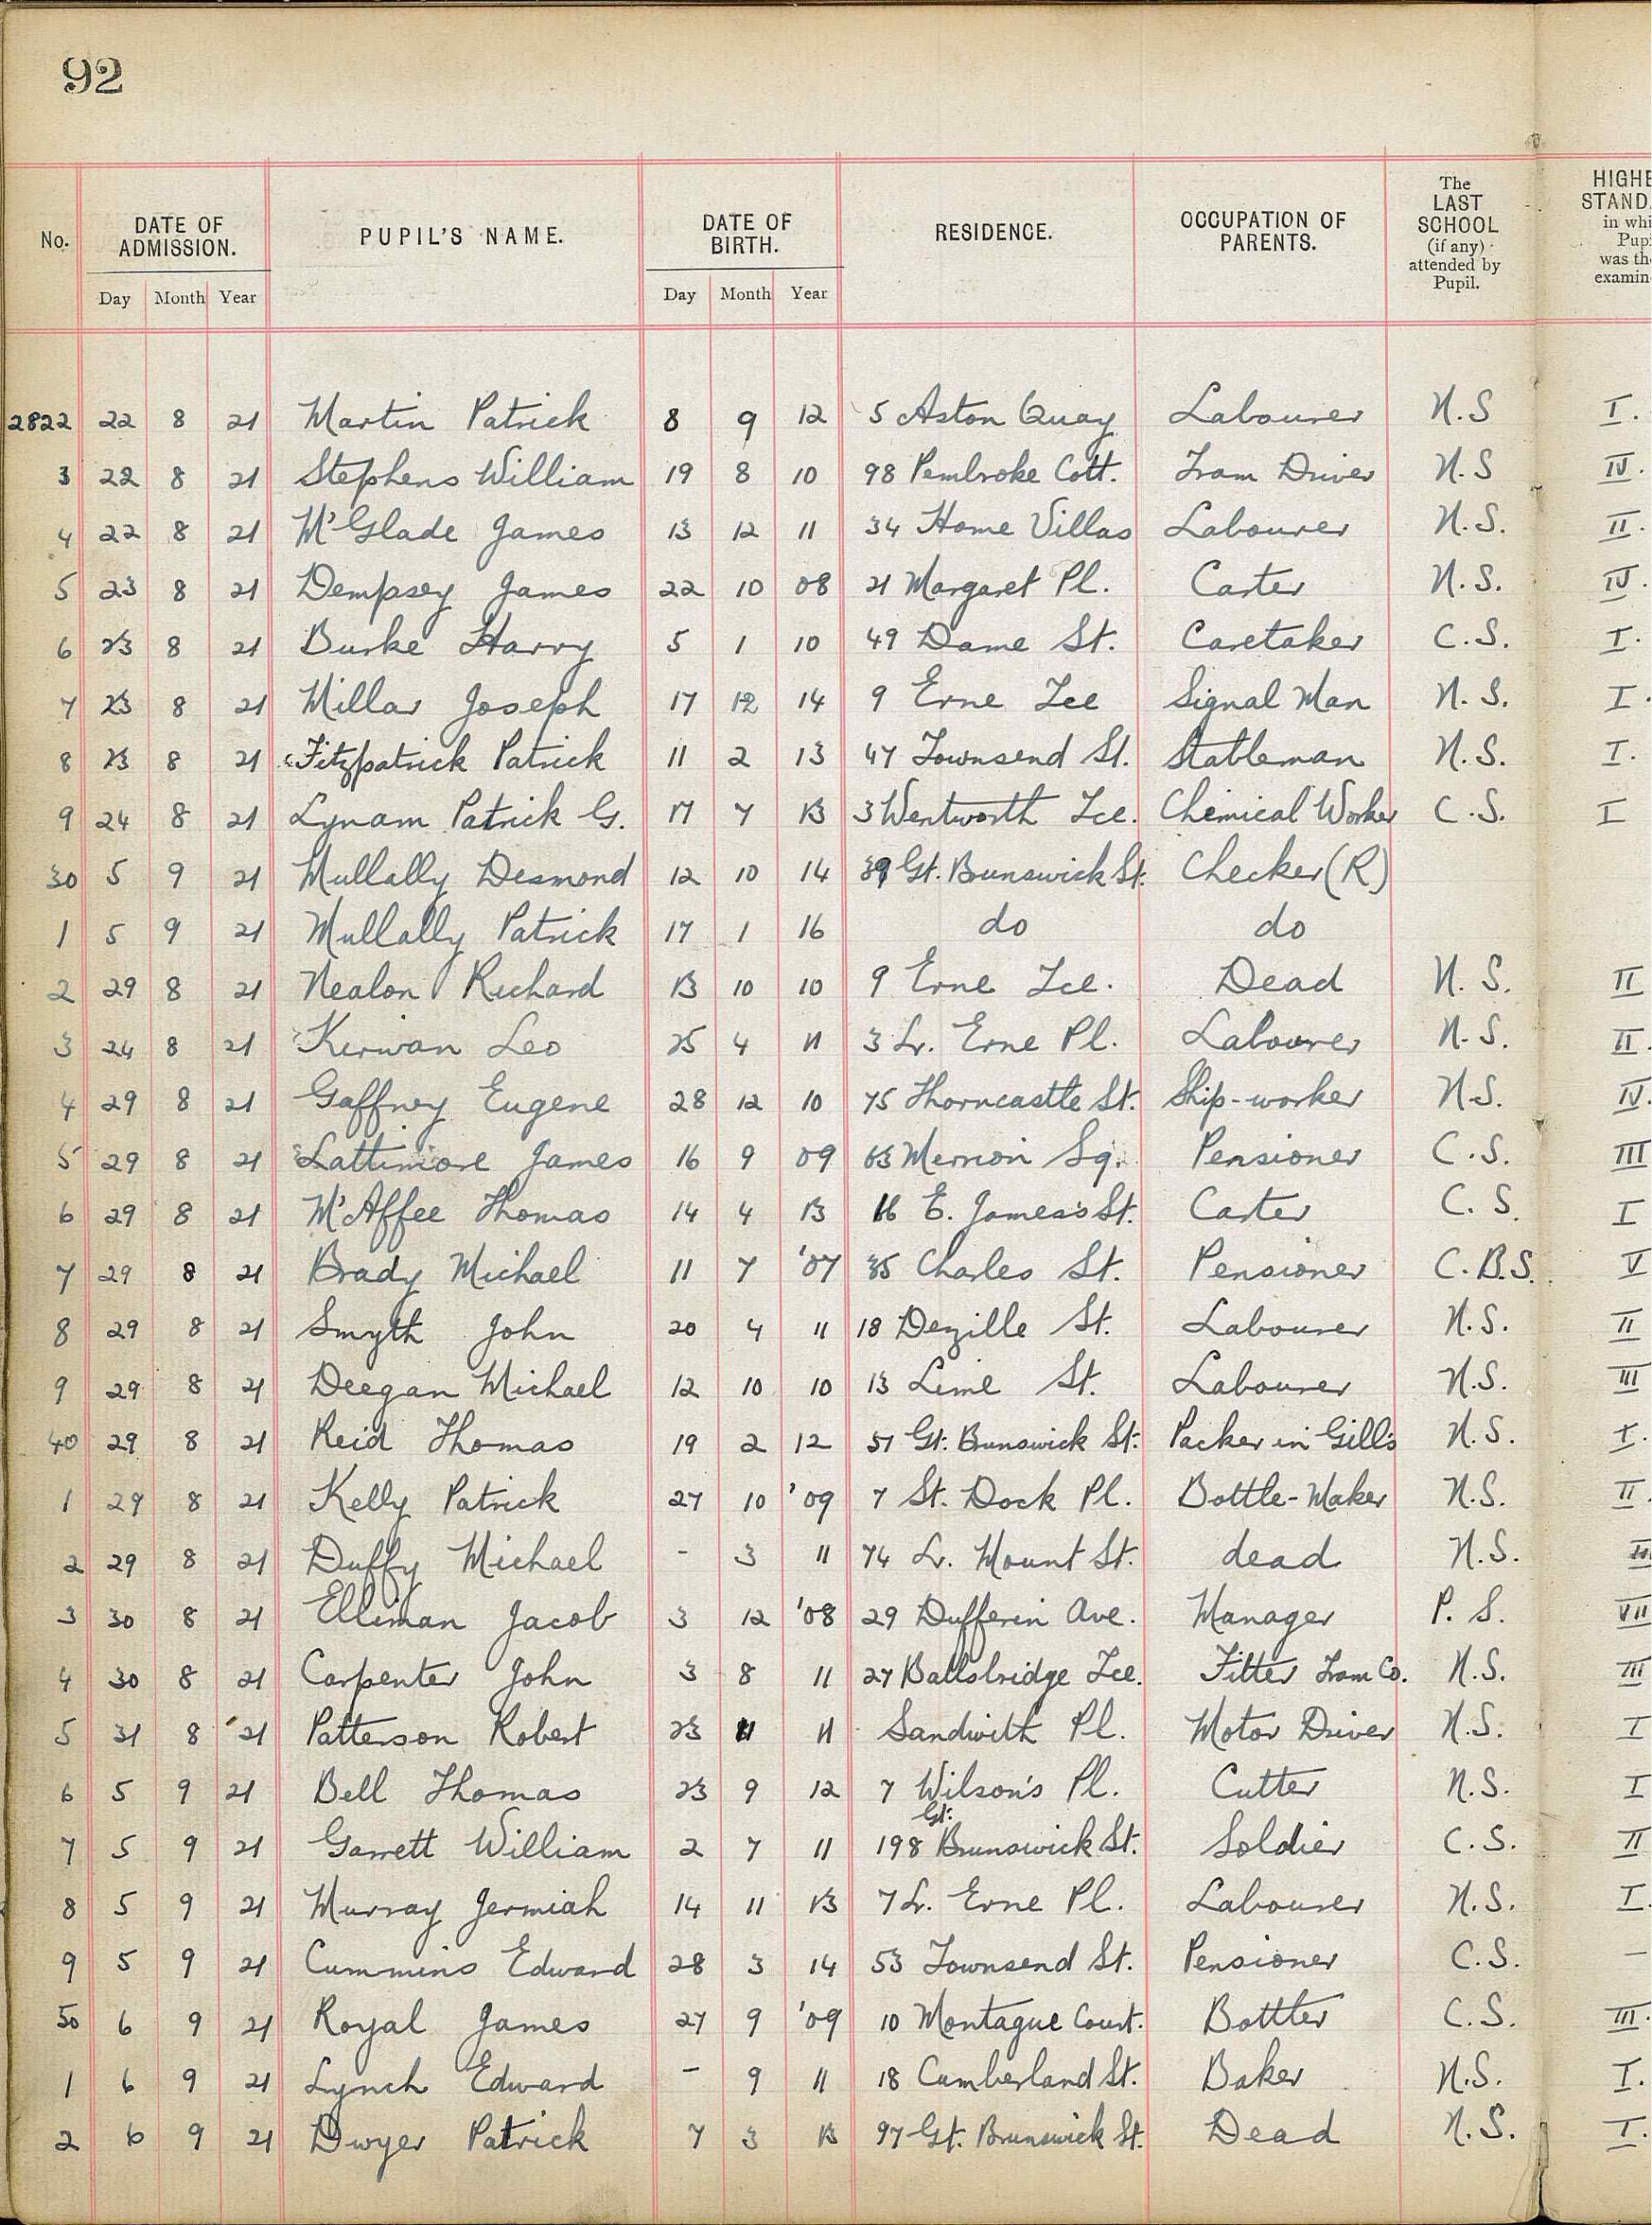 92
No. DATE OF ADMISSION. PUPIL'S NAME. DATE OF BIRTH. RESIDENCE. OCCUPATION OF PARENTS. The LAST SCHOOL (if any) attended by Pupil. HIGHE STAND. in whi Pup was th examin
Day Month Year Day Month Year
2822 22 8 21 Martin Patrick 8 9 12 5 Aston Quay Labourer N.S I.
3 22 8 21 Stephens William 19 8 10 98 Pembroke Cott. Tram Driver N.S IV.
4 22 8 21 M'Glade James 13 12 11 34 Home Villas Labourer N.S. II.
5 23 8 21 Dempsey James 22 10 08 21 Margaret Pl. Carter N.S. IV.
6 23 8 21 Burke Harry 5 1 10 49 Dame St. Caretaker C.S. I.
7 23 8 21 Millar Joseph 17 12 14 9 Erne Tce Signal Man N.S. I.
8 23 8 21 Fitzpatrick Patrick 11 2 13 47 Townsend St. Stableman N.S. I.
9 24 8 21 Lynam Patrick G. 17 7 13 3 Wentworth Tce. Chemical Worker C.S. I
30 5 9 21 Mullally Desmond 12 10 14 39 Gt. Brunswick St. Checker (R)
1 5 9 21 Mullally Patrick 17 1 16 do do
2 29 8 21 Nealon Richard 13 10 10 9 Erne Tce. Dead N.S. II
3 24 8 21 Kerwan Leo 25 4 11 3 Lr. Erne Pl. Labourer N.S. II.
4 29 8 21 Gaffney Eugene 28 12 10 75 Thorncastle St. Ship-worker N.S. IV.
5 29 8 21 Lattimore James 16 9 09 63 Merrion Sq. Pensioner C.S. III
6 29 8 21 M'Affee Thomas 14 4 13 16 E. James's St. Carter C.S. I
7 29 8 21 Brady Michael 11 7 '07 35 Charles St. Pensioner C.B.S. V
8 29 8 21 Smyth John 20 4 11 18 Dezille St. Labourer N.S. II
9 29 8 21 Deegan Michael 12 10 10 13 Lime St. Labourer N.S. III
40 29 8 21 Reid Thomas 19 2 12 57 Gt. Brunswick St. Packer in Gill's N.S. I.
1 29 8 21 Kelly Patrick 27 10 '09 7 St. Dock Pl. Bottle-Maker N.S. II.
2 29 8 21 Duffy Michael - 3 11 74 Lr. Mount St. dead N.S.
3 30 8 21 Elliman Jacob 3 12 '08 29 Dufferin Ave. Manager P.S. VII
4 30 8 21 Carpenter John 3 8 11 27 Ballsbridge Tce. Fitter Tram Co. N.S. III
5 31 8 '21 Patterson Robert 23 11 11 Sandwith Pl. Motor Driver N.S. I
6 5 9 21 Bell Thomas 23 9 12 7 Wilson's Pl. Cutter N.S. I
7 5 9 21 Garrett William 2 7 11 198 Gt. Brunswick St. Soldier C.S. II
8 5 9 21 Murray Jermiah 14 11 13 7 Lr. Erne Pl. Labourer N.S. I.
9 5 9 21 Cummins Edward 28 3 14 53 Townsend St. Pensioner C.S. -
50 6 9 21 Royal James 27 9 '09 10 Montague Court. Bottler C.S. III.
1 6 9 21 Lynch Edward - 9 11 18 Cumberland St. Baker N.S. I.
2 6 9 21 Dwyer Patrick 7 3 13 97 Gt. Brunswick St. Dead N.S. I.